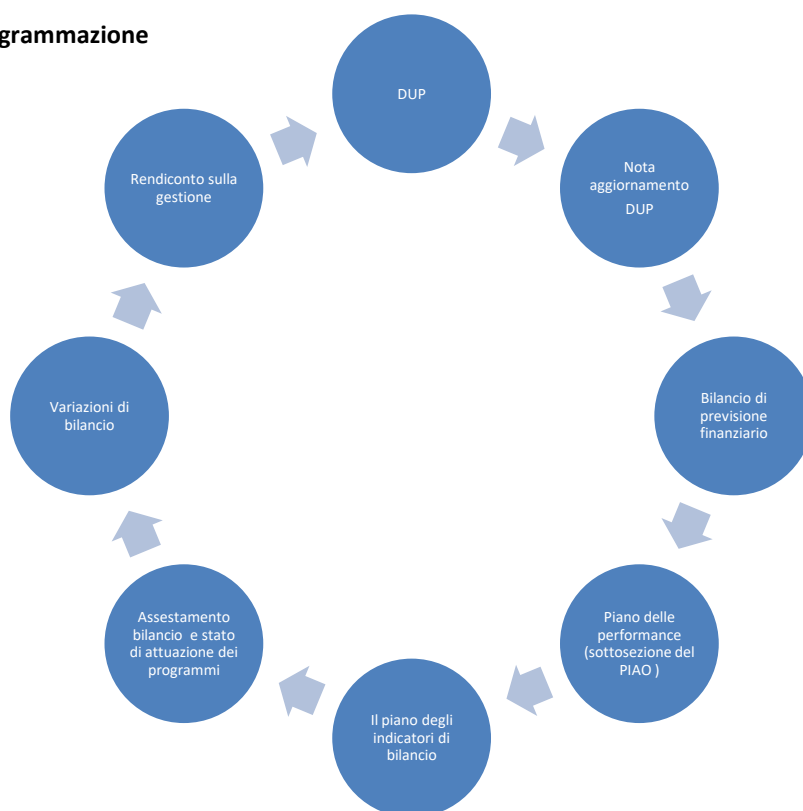 grammazione
DUP
Nota
aggiornamento
DUP
Bilancio di
previsione
finanziario
Piano delle
performance
(sottosezione del
PIAO )
Il piano degli
indicatori di
bilancio
Assestamento
bilancio e stato
di attuazione dei
programmi
Variazioni di
bilancio
Rendiconto sulla
gestione